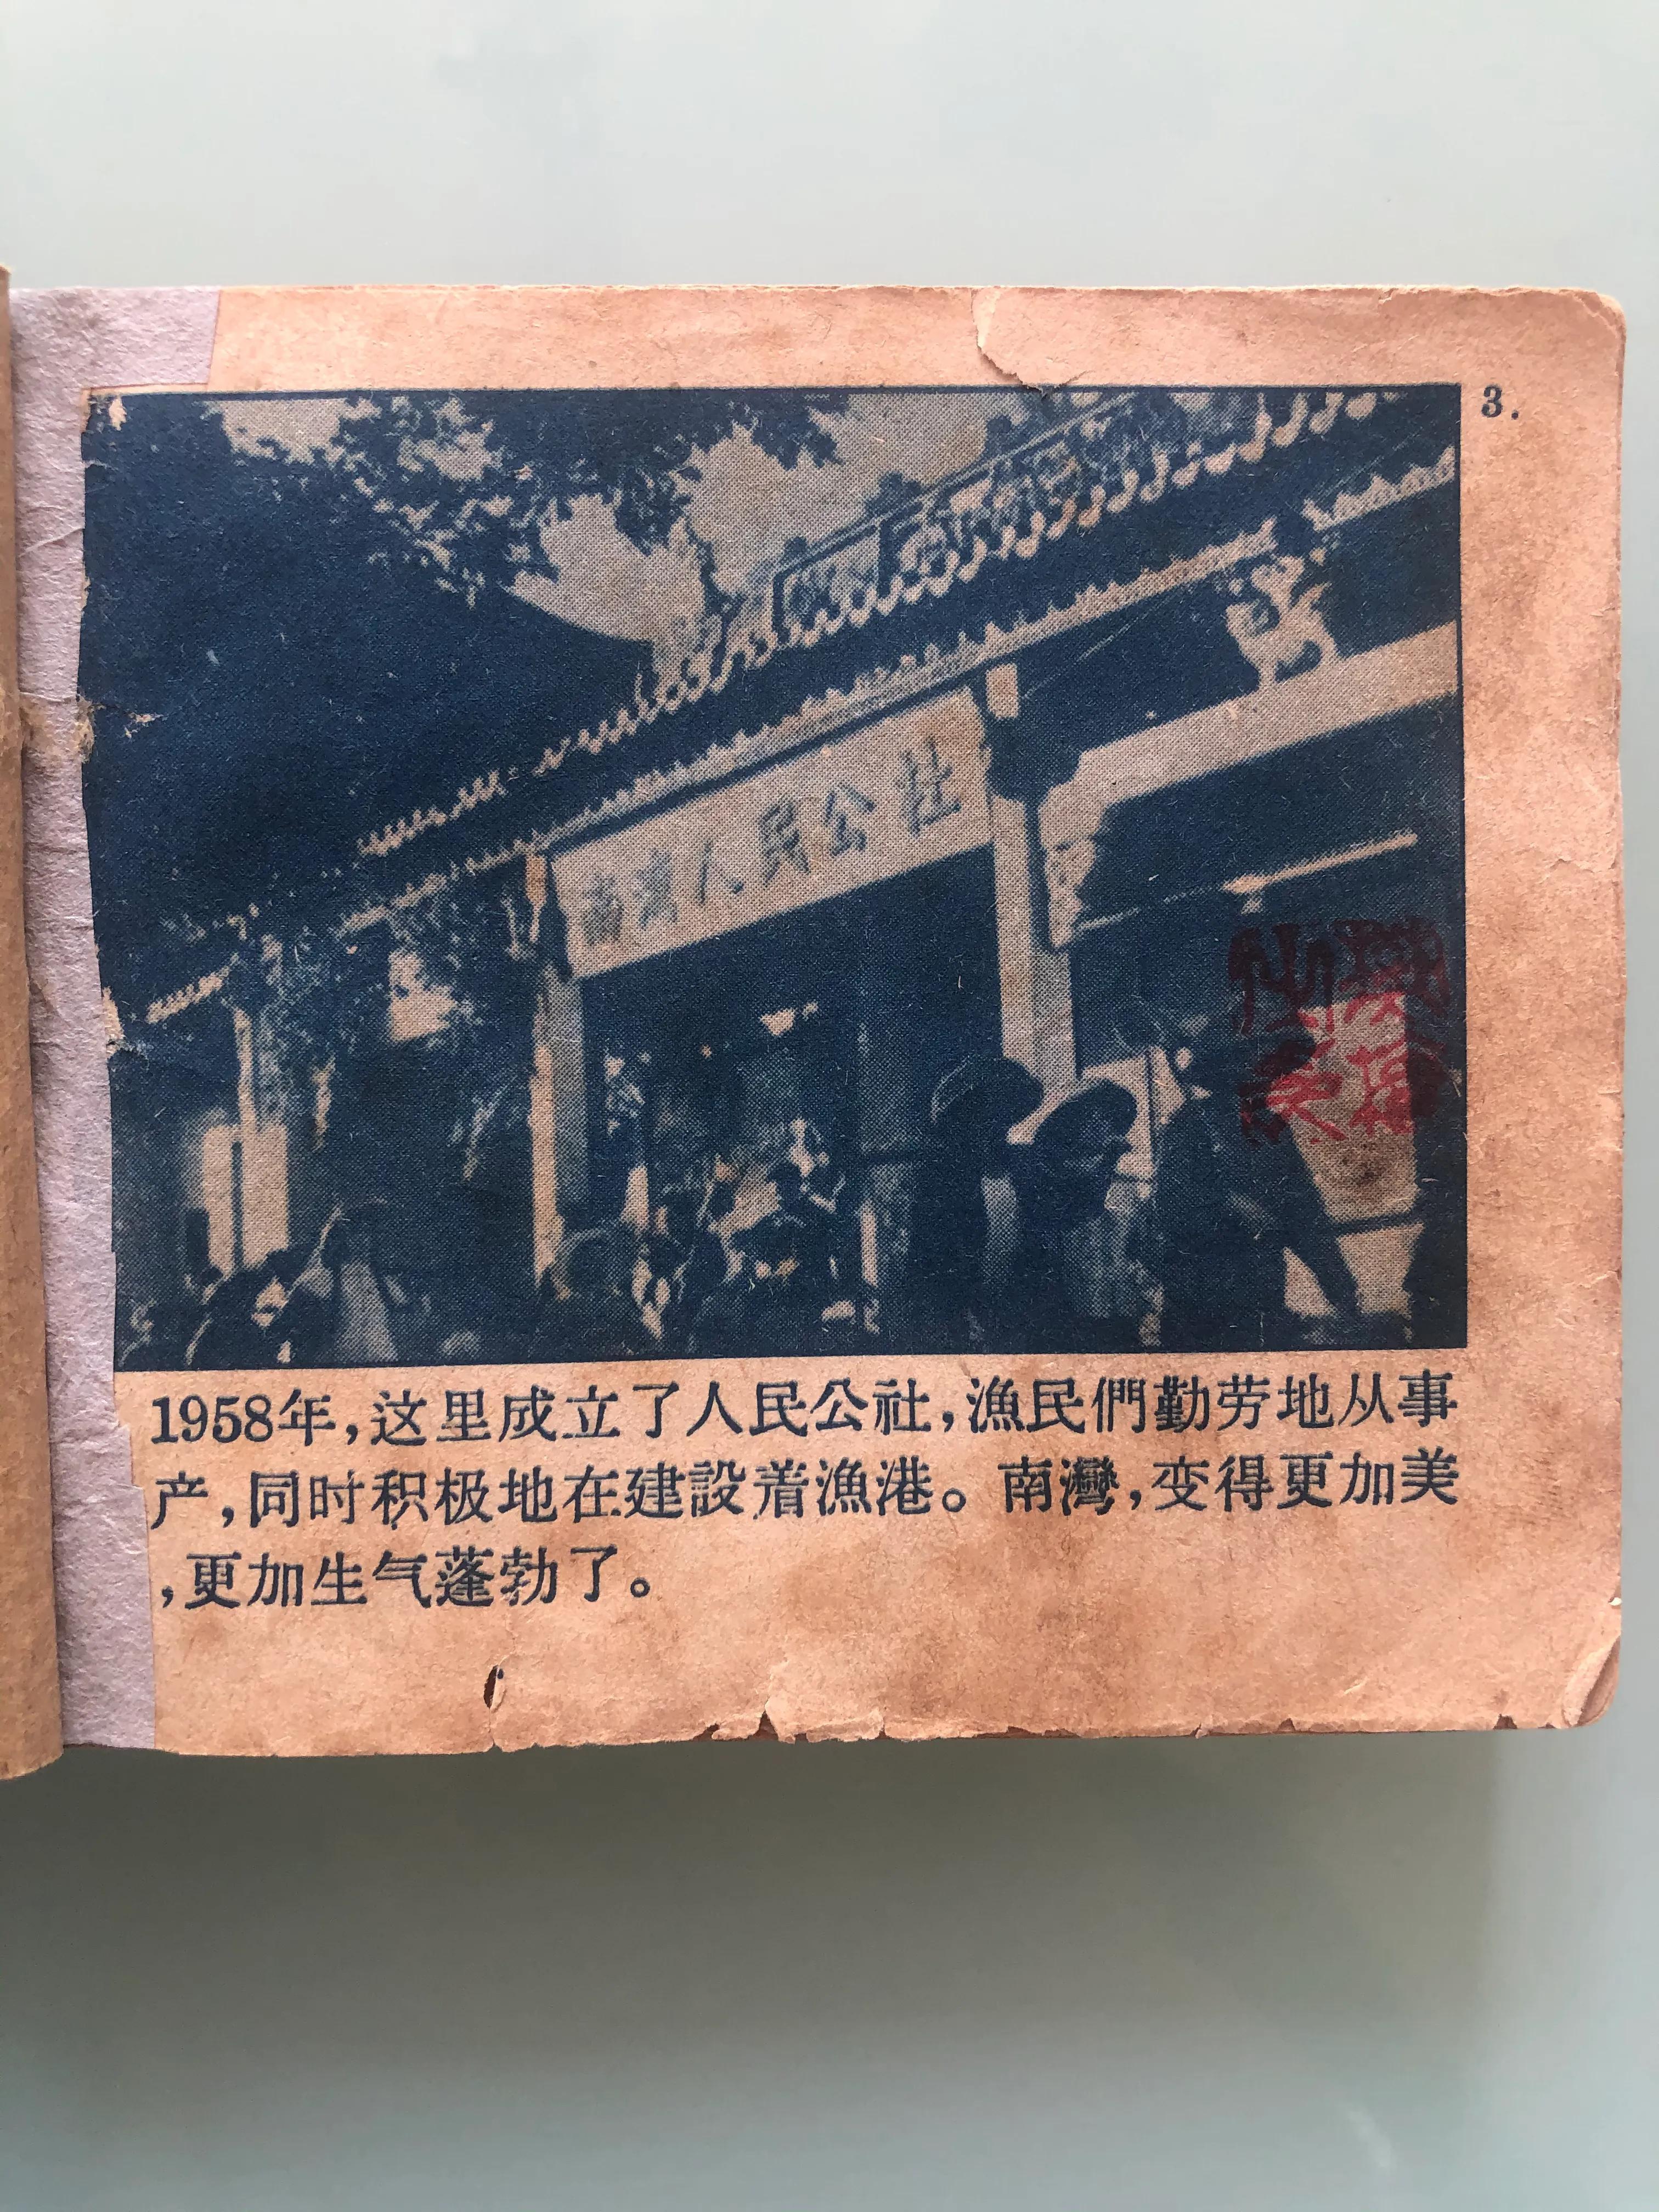 3.
人民公社
1958年，这里成立了人民公社，漁民們勤劳地从事
产，同时积极地在建設着漁港。南灣，变得更加美
，更加生气蓬勃了。